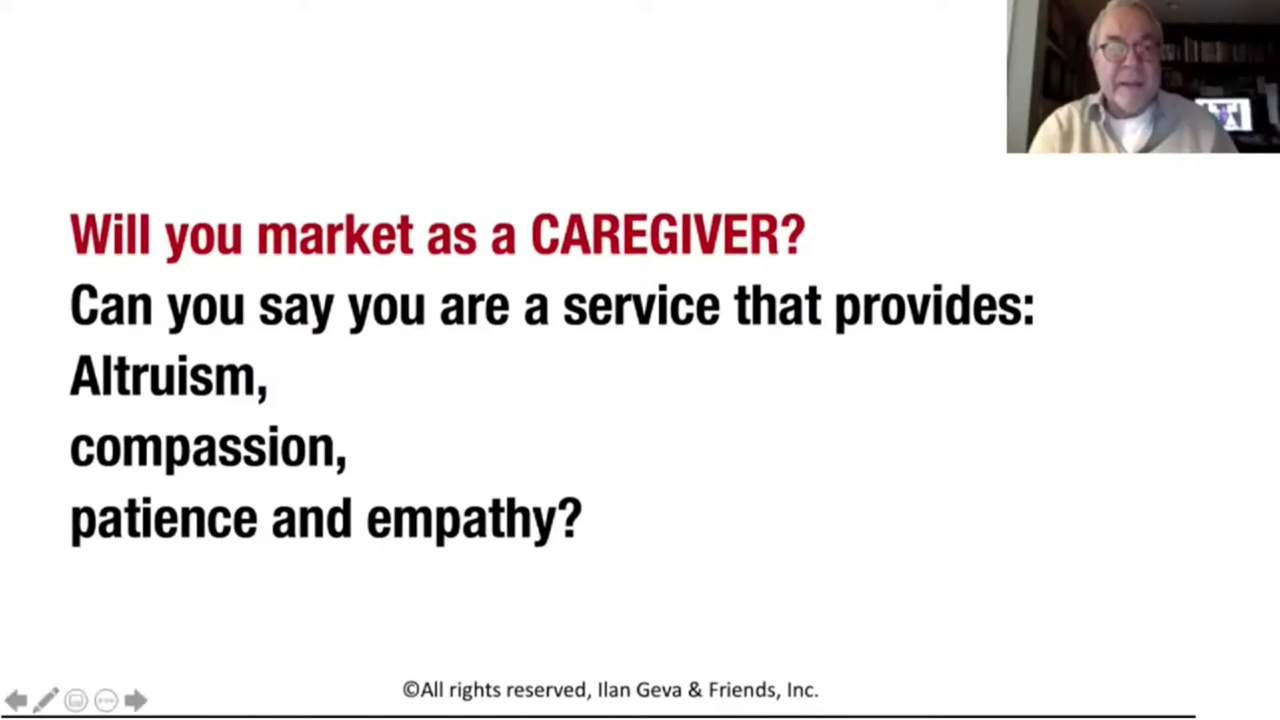 Will you market as a CAREGIVER?
Can you say you are a service that provides:
Altruism,
compassion,
patience and empathy?
©All rights reserved, Ilan Geva & Friends, Inc.